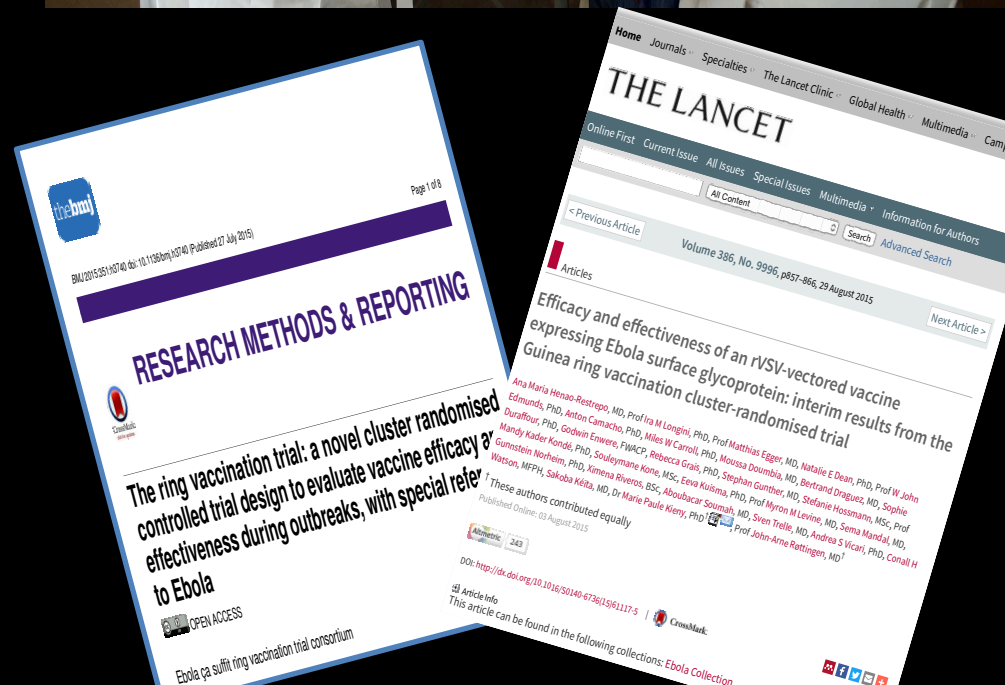 thebmj
Page 1 of 8
BMJ 2015;351:h3740 doi: 10.1136/bmj.h3740 (Published 27 July 2015)
RESEARCH METHODS & REPORTING
CrossMark
The ring vaccination trial: a novel cluster randomised
controlled trial design to evaluate vaccine efficacy a
effectiveness during outbreaks, with special refer
to Ebola
OPEN ACCESS
Ebola ça suffit ring vaccination trial consortium
Home Journals Specialties The Lancet Clinic Global Health Multimedia Camp
THE LANCET
Online First Current Issue All Issues Special Issues Multimedia Information for Authors
All Content Search Advanced Search
< Previous Article
Volume 386, No. 9996, p857–866, 29 August 2015
Next Article >
Articles
Efficacy and effectiveness of an rVSV-vectored vaccine
expressing Ebola surface glycoprotein: interim results from the
Guinea ring vaccination cluster-randomised trial
Ana Maria Henao-Restrepo, MD, Prof Ira M Longini, PhD, Prof Matthias Egger, MD, Natalie E Dean, PhD, Prof W John
Edmunds, PhD, Anton Camacho, PhD, Miles W Carroll, PhD, Moussa Doumbia, MD, Bertrand Draguez, MD, Sophie
Duraffour, PhD, Godwin Enwere, FWACP, Rebecca Grais, PhD, Stephan Gunther, MD, Stefanie Hossmann, MSc, Prof
Mandy Kader Kondé, PhD, Souleymane Kone, MSc, Eeva Kuisma, PhD, Prof Myron M Levine, MD, Sema Mandal, MD,
Gunnstein Norheim, PhD, Ximena Riveros, BSc, Aboubacar Soumah, MD, Sven Trelle, MD, Andrea S Vicari, PhD, Conall H
Watson, MFPH, Sakoba Kéita, MD, Dr Marie Paule Kieny, PhD†, Prof John-Arne Røttingen, MD†
† These authors contributed equally
Published Online: 03 August 2015
Altmetric 243
DOI: http://dx.doi.org/10.1016/S0140-6736(15)61117-5 | CrossMark
Article Info
This article can be found in the following collections: Ebola Collection